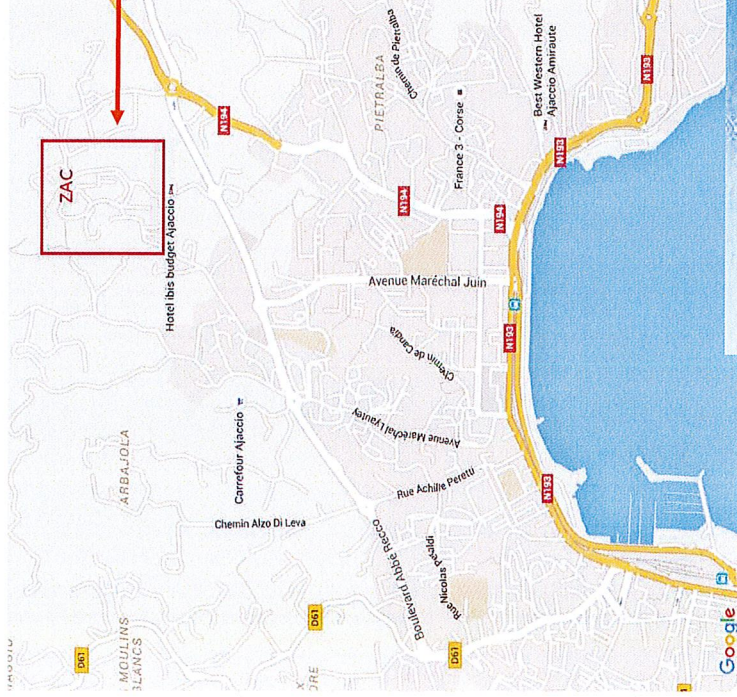 ZAC
N194
PIETRALBA
Chemin de Pietralba
France 3 - Corse
Best Western Hotel
Ajaccio Amirauté
N193
N193
N194
N194
Hotel ibis budget Ajaccio
Avenue Maréchal Juin
N193
Chemin de Candia
Carrefour Ajaccio
ARBAJOLA
Avenue Maréchal Lyautey
Rue Achille Peretti
N193
Chemin Alzo Di Leva
Boulevard Abbé Recco
Rue Nicolas Peraldi
D61
D61
D61
MOULINS
BLANCS
Google